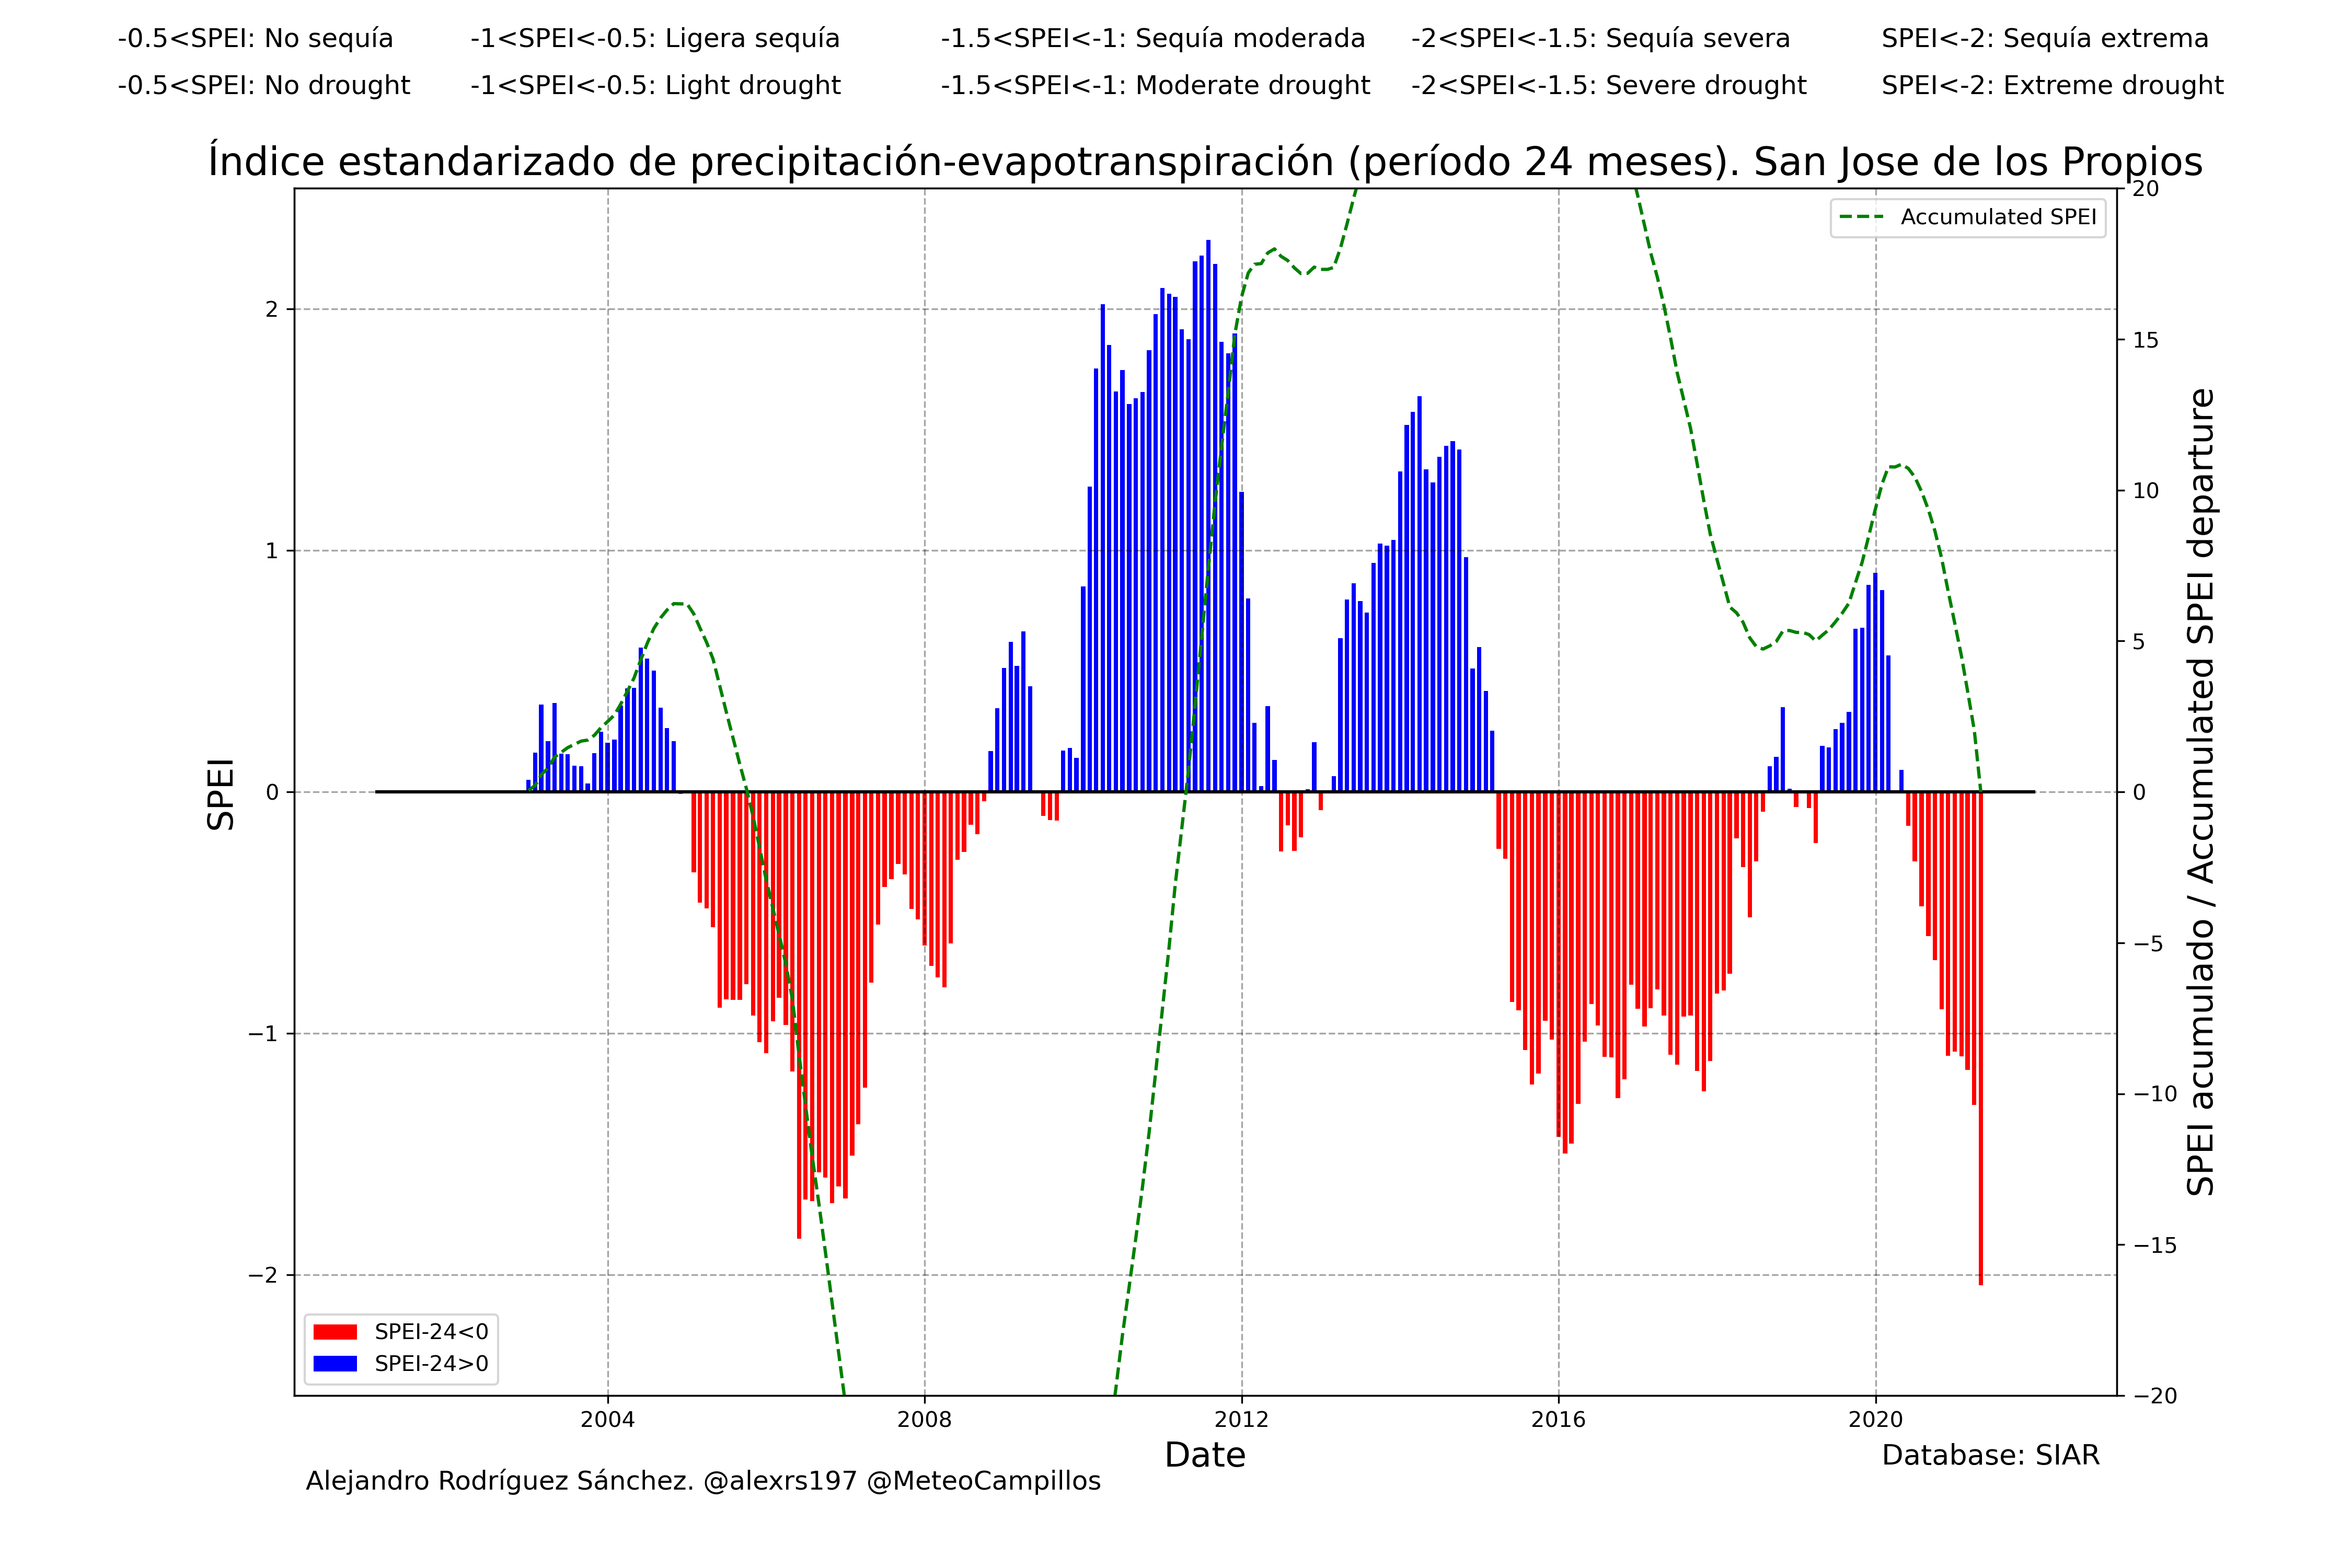 -0.5<SPEI: No sequía -1<SPEI<-0.5: Ligera sequía -1.5<SPEI<-1: Sequía moderada -2<SPEI<-1.5: Sequía severa SPEI<-2: Sequía extrema
-0.5<SPEI: No drought -1<SPEI<-0.5: Light drought -1.5<SPEI<-1: Moderate drought -2<SPEI<-1.5: Severe drought SPEI<-2: Extreme drought
Índice estandarizado de precipitación-evapotranspiración (período 24 meses). San Jose de los Propios
Accumulated SPEI
SPEI
2
1
0
−1
−2
20
15
10
5
0
−5
−10
−15
−20
SPEI acumulado / Accumulated SPEI departure
SPEI-24<0
SPEI-24>0
2004 2008 2012 2016 2020
Date
Database: SIAR
Alejandro Rodríguez Sánchez. @alexrs197 @MeteoCampillos